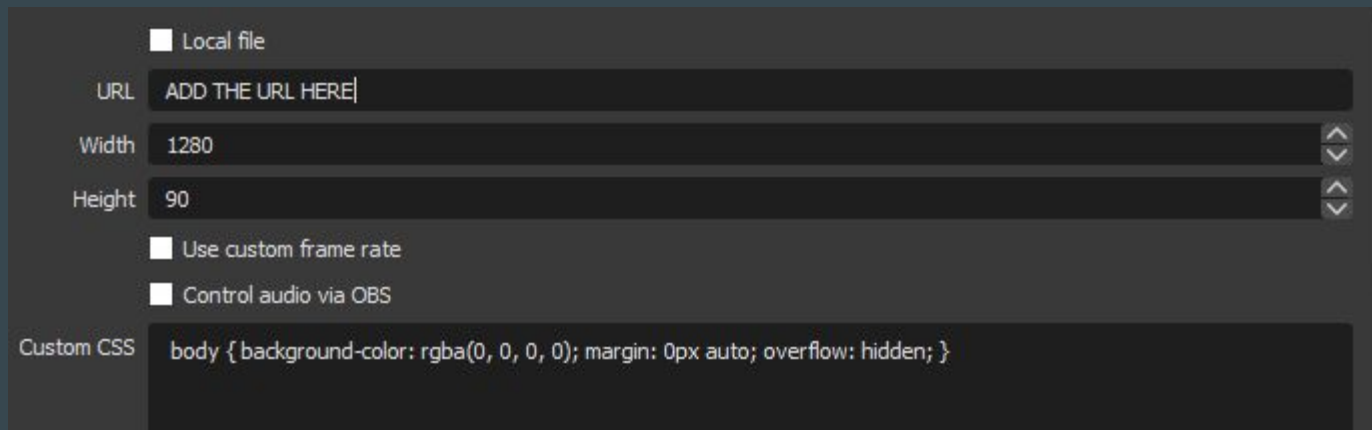 Local file
URL ADD THE URL HERE
Width 1280
Height 90
Use custom frame rate
Control audio via OBS
Custom CSS body { background-color: rgba(0, 0, 0, 0); margin: 0px auto; overflow: hidden; }